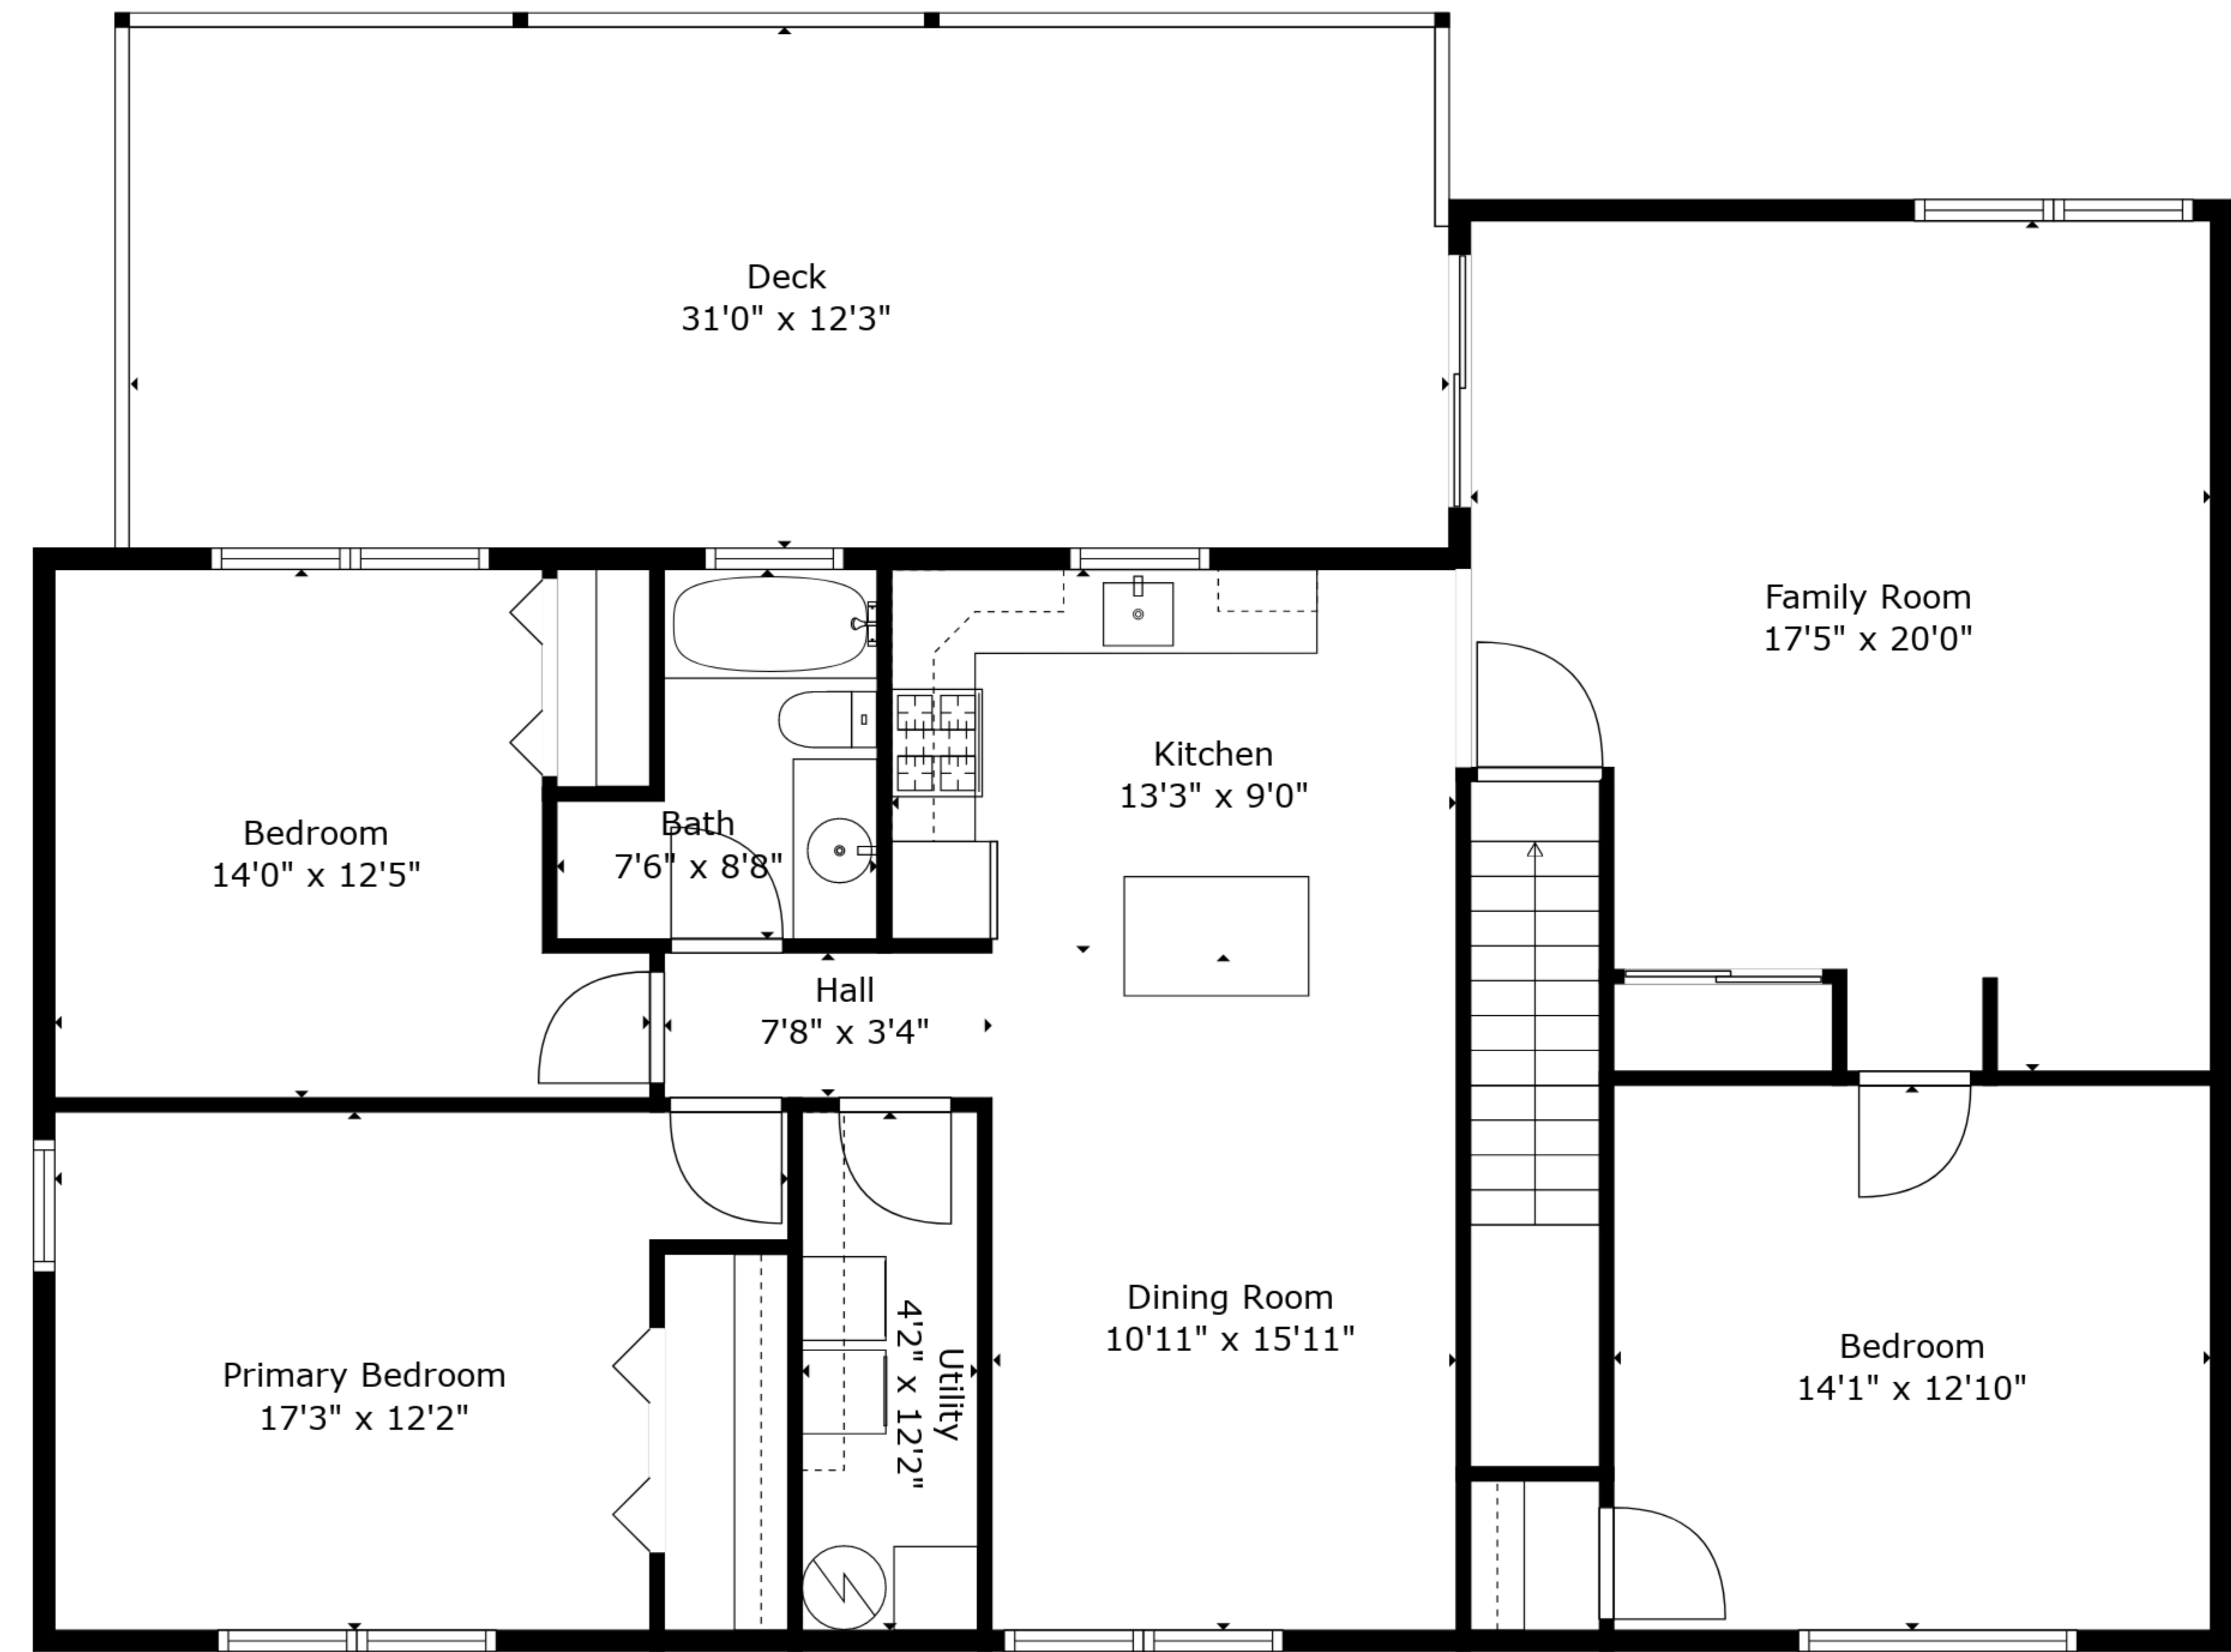 Deck
31'0" x 12'3"
Family Room
17'5" x 20'0"
Kitchen
13'3" x 9'0"
Bedroom
14'0" x 12'5"
Bath
7'6" x 8'8"
Hall
7'8" x 3'4"
Dining Room
10'11" x 15'11"
Utility
4'2" x 12'2"
Primary Bedroom
17'3" x 12'2"
Bedroom
14'1" x 12'10"